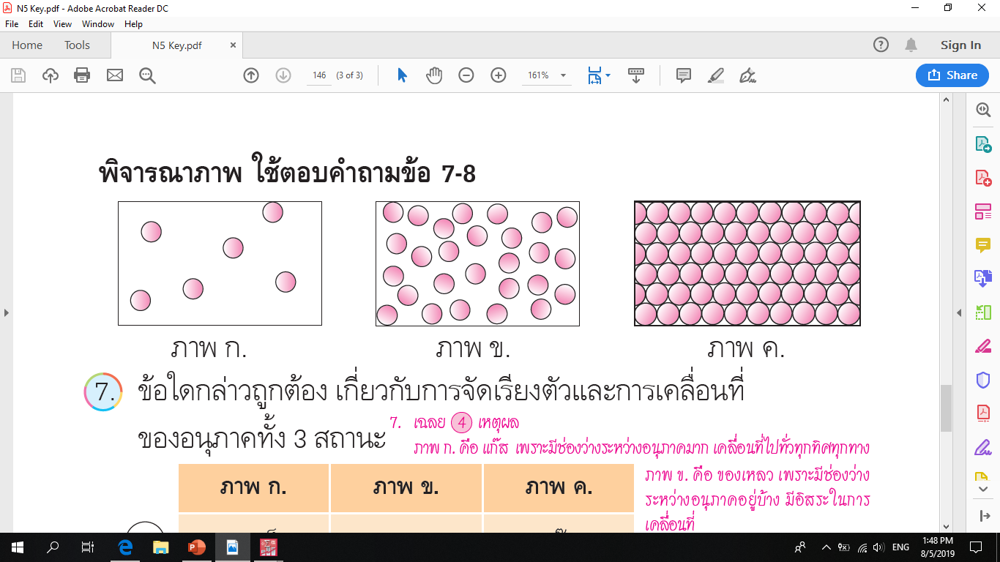 N5 Key.pdf - Adobe Acrobat Reader DC
File Edit View Window Help
Home Tools N5 Key.pdf × Sign In
146 (3 of 3) 161% Share
พิจารณาภาพ ใช้ตอบคำถามข้อ 7-8
ภาพ ก. ภาพ ข. ภาพ ค.
7. ข้อใดกล่าวถูกต้อง เกี่ยวกับการจัดเรียงตัวและการเคลื่อนที่
ของอนุภาคทั้ง 3 สถานะ
7. เฉลย 4 เหตุผล
ภาพ ก. คือ แก๊ส เพราะมีช่องว่างระหว่างอนุภาคมาก เคลื่อนที่ไปทั่วทุกทิศทุกทาง
ภาพ ข. คือ ของเหลว เพราะมีช่องว่าง
ระหว่างอนุภาคอยู่บ้าง มีอิสระในการ
เคลื่อนที่
ภาพ ก. ภาพ ข. ภาพ ค.
ENG
1:48 PM
8/5/2019